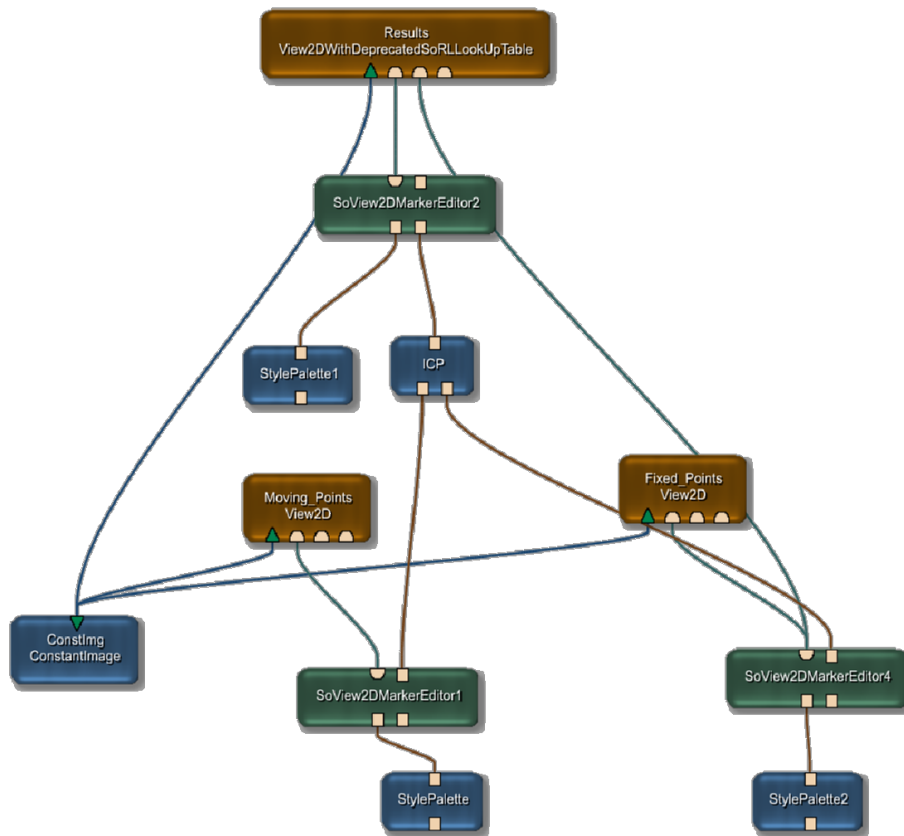 Results
View2DWithDeprecatedSoRLLookUpTable
SoView2DMarkerEditor2
StylePalette1
ICP
Moving_Points
View2D
Fixed_Points
View2D
ConstImg
ConstantImage
SoView2DMarkerEditor1
SoView2DMarkerEditor4
StylePalette
StylePalette2